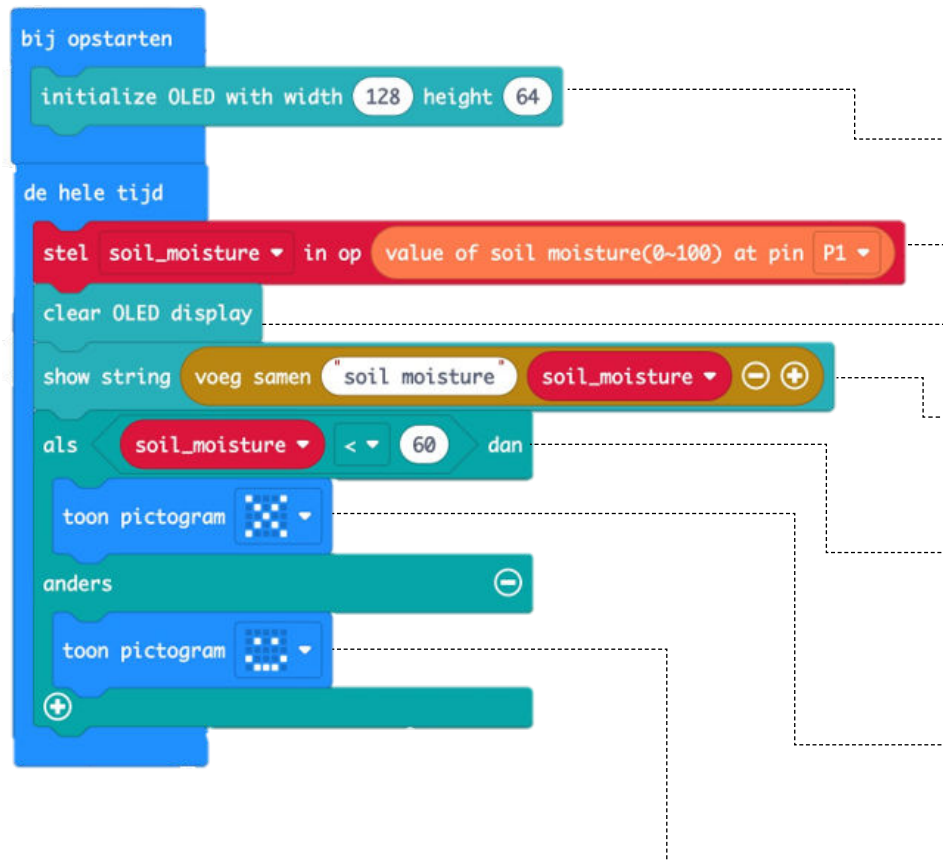 bij opstarten
initialize OLED with width 128 height 64
de hele tijd
stel soil_moisture in op value of soil moisture(0~100) at pin P1
clear OLED display
show string voeg samen "soil moisture" soil_moisture
als soil_moisture < 60 dan
toon pictogram
anders
toon pictogram